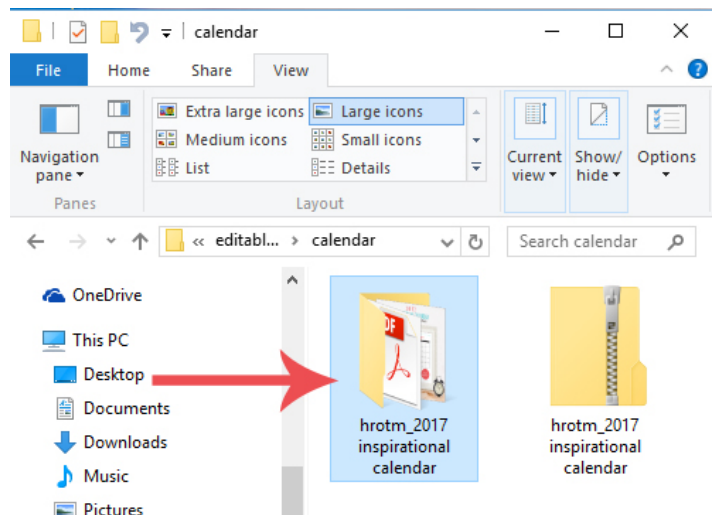 calendar
File Home Share View
Navigation pane
Extra large icons Large icons
Medium icons Small icons
List Details
Current view
Show/ hide
Options
Panes
Layout
« editabl... > calendar
Search calendar
OneDrive
This PC
Desktop
Documents
Downloads
Music
Pictures
PDF
hrotm_2017
inspirational
calendar
hrotm_2017
inspirational
calendar